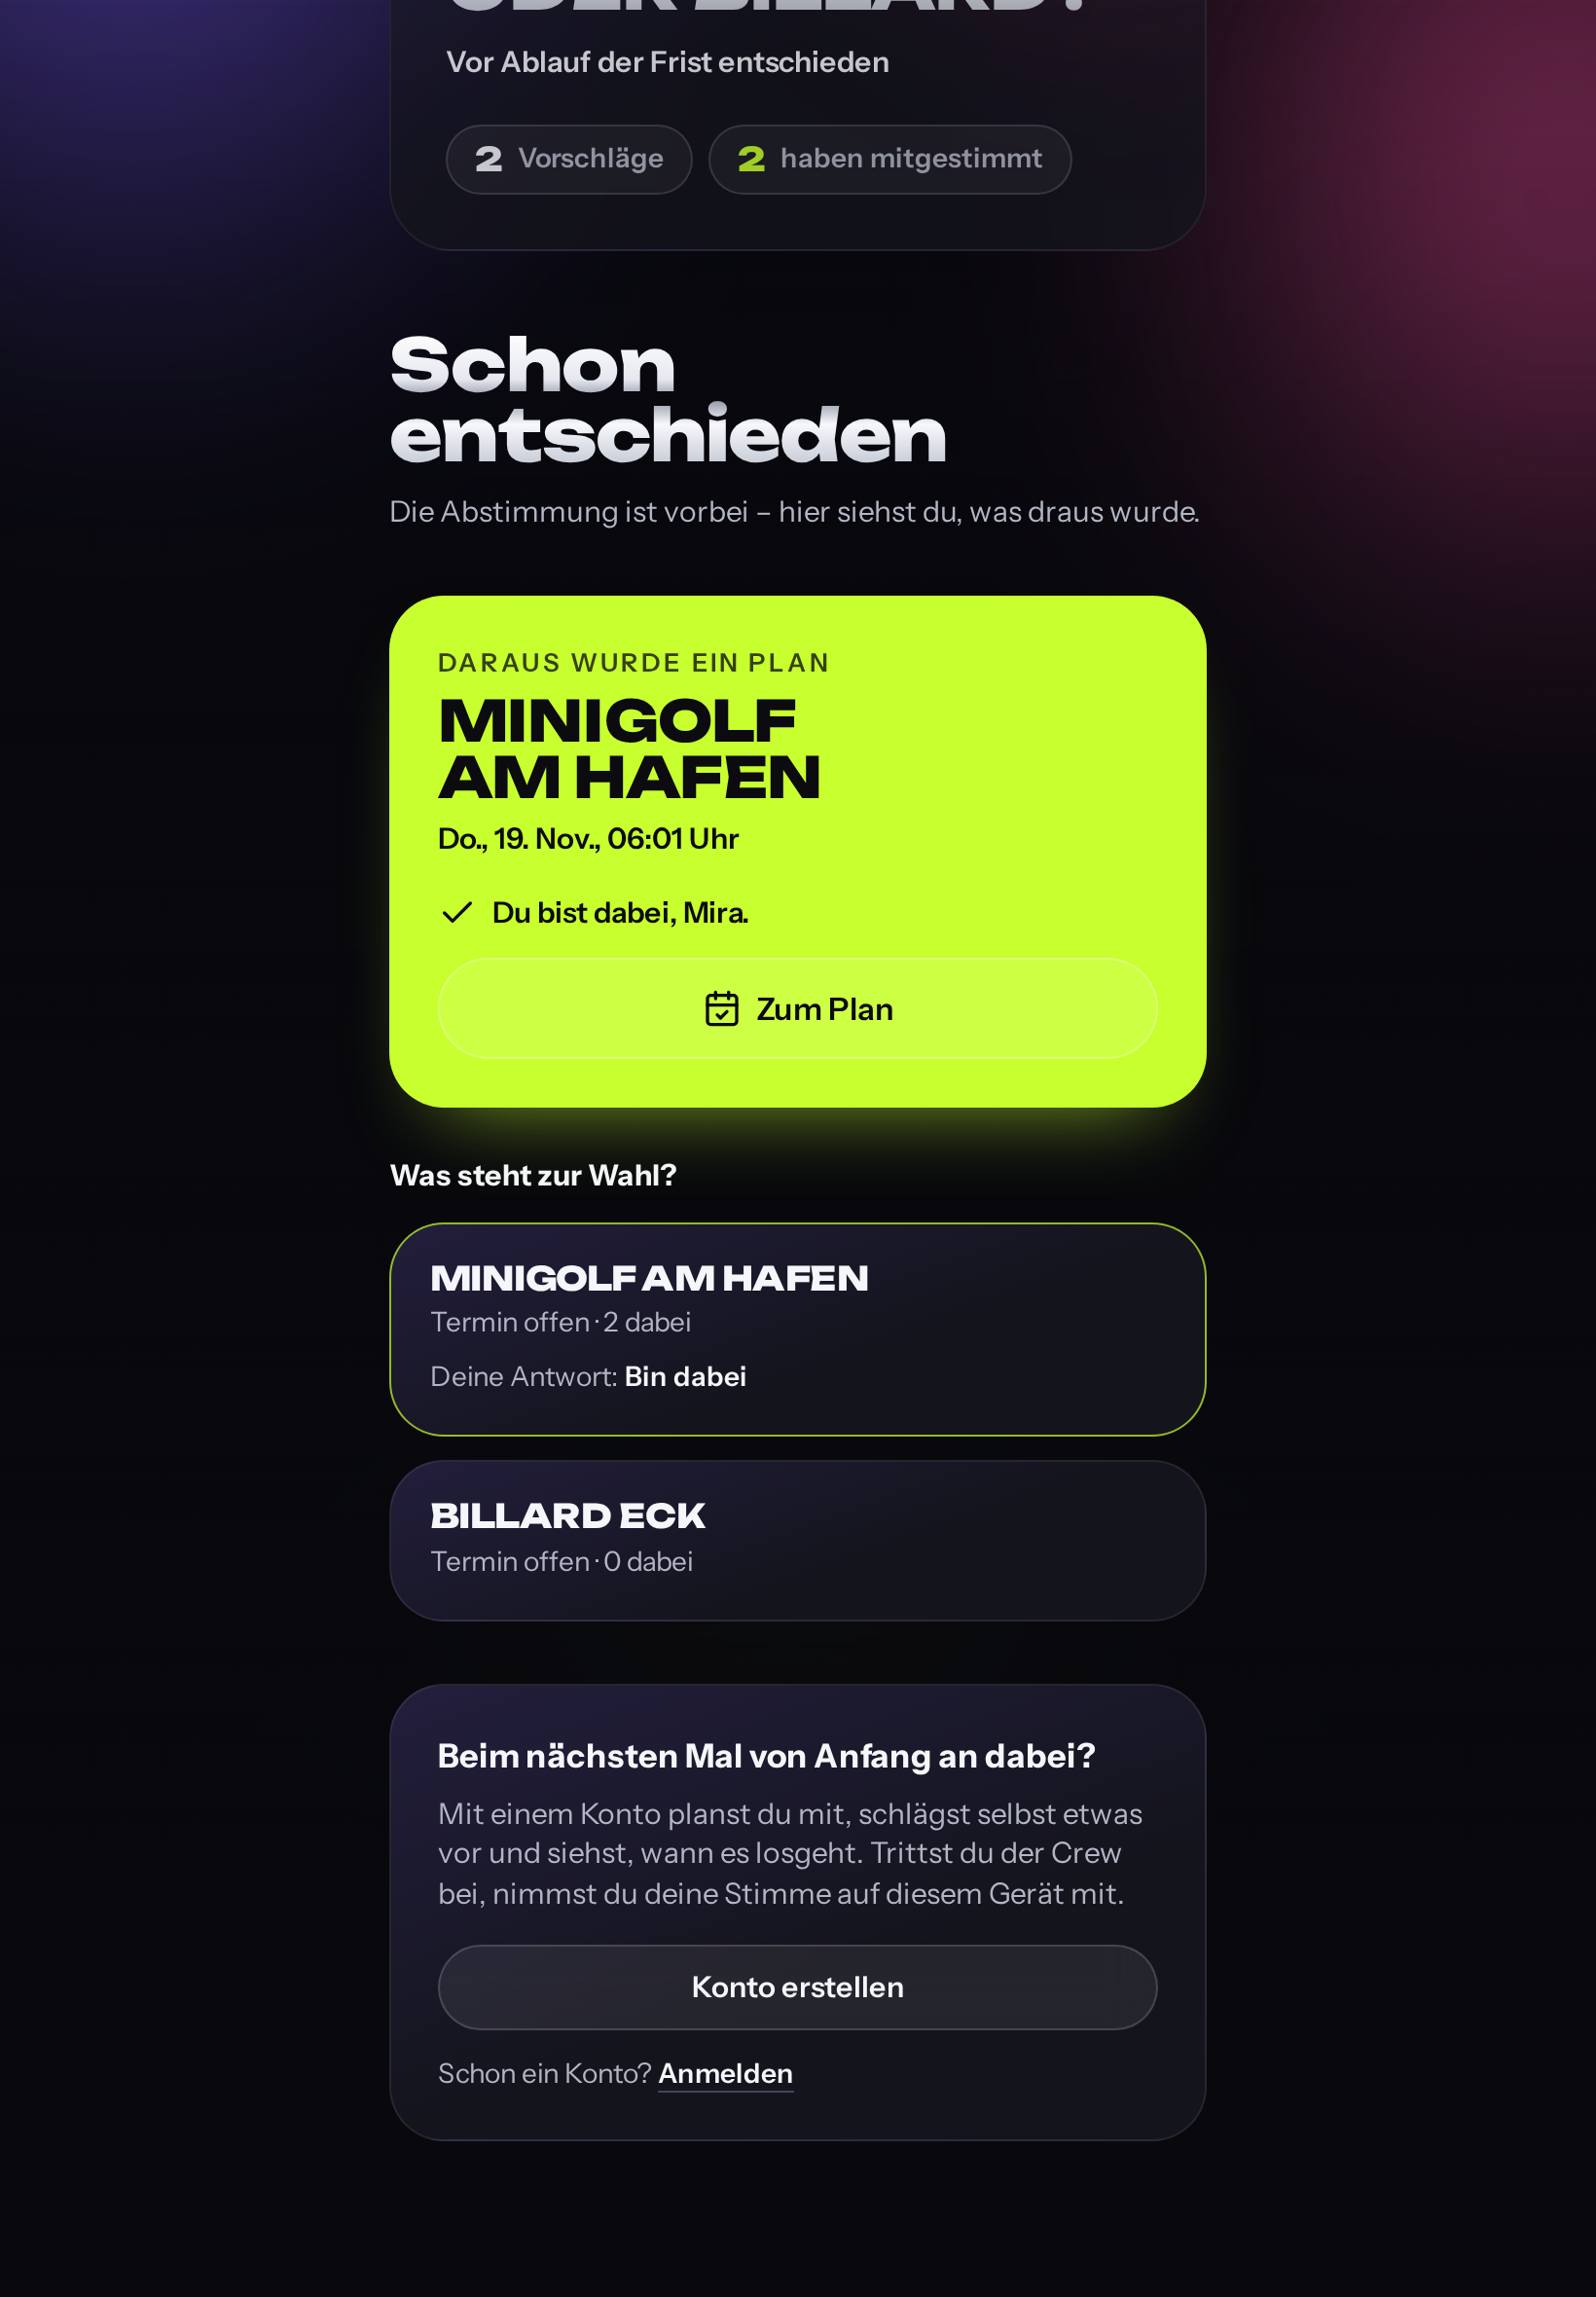 ODER BILLARD?
Vor Ablauf der Frist entschieden
2 Vorschläge
2 haben mitgestimmt
Schon
entschieden
Die Abstimmung ist vorbei – hier siehst du, was draus wurde.
DARAUS WURDE EIN PLAN
MINIGOLF
AM HAFEN
Do., 19. Nov., 06:01 Uhr
Du bist dabei, Mira.
Zum Plan
Was steht zur Wahl?
MINIGOLF AM HAFEN
Termin offen · 2 dabei
Deine Antwort: Bin dabei
BILLARD ECK
Termin offen · 0 dabei
Beim nächsten Mal von Anfang an dabei?
Mit einem Konto planst du mit, schlägst selbst etwas
vor und siehst, wann es losgeht. Trittst du der Crew
bei, nimmst du deine Stimme auf diesem Gerät mit.
Konto erstellen
Schon ein Konto? Anmelden